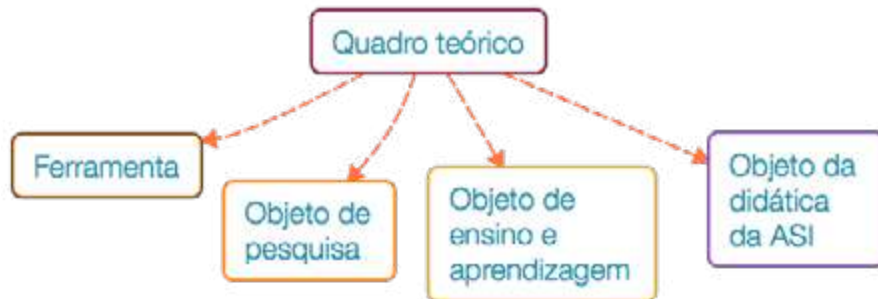 Quadro teórico
Ferramenta
Objeto de
pesquisa
Objeto de
ensino e
aprendizagem
Objeto da
didática
da ASI